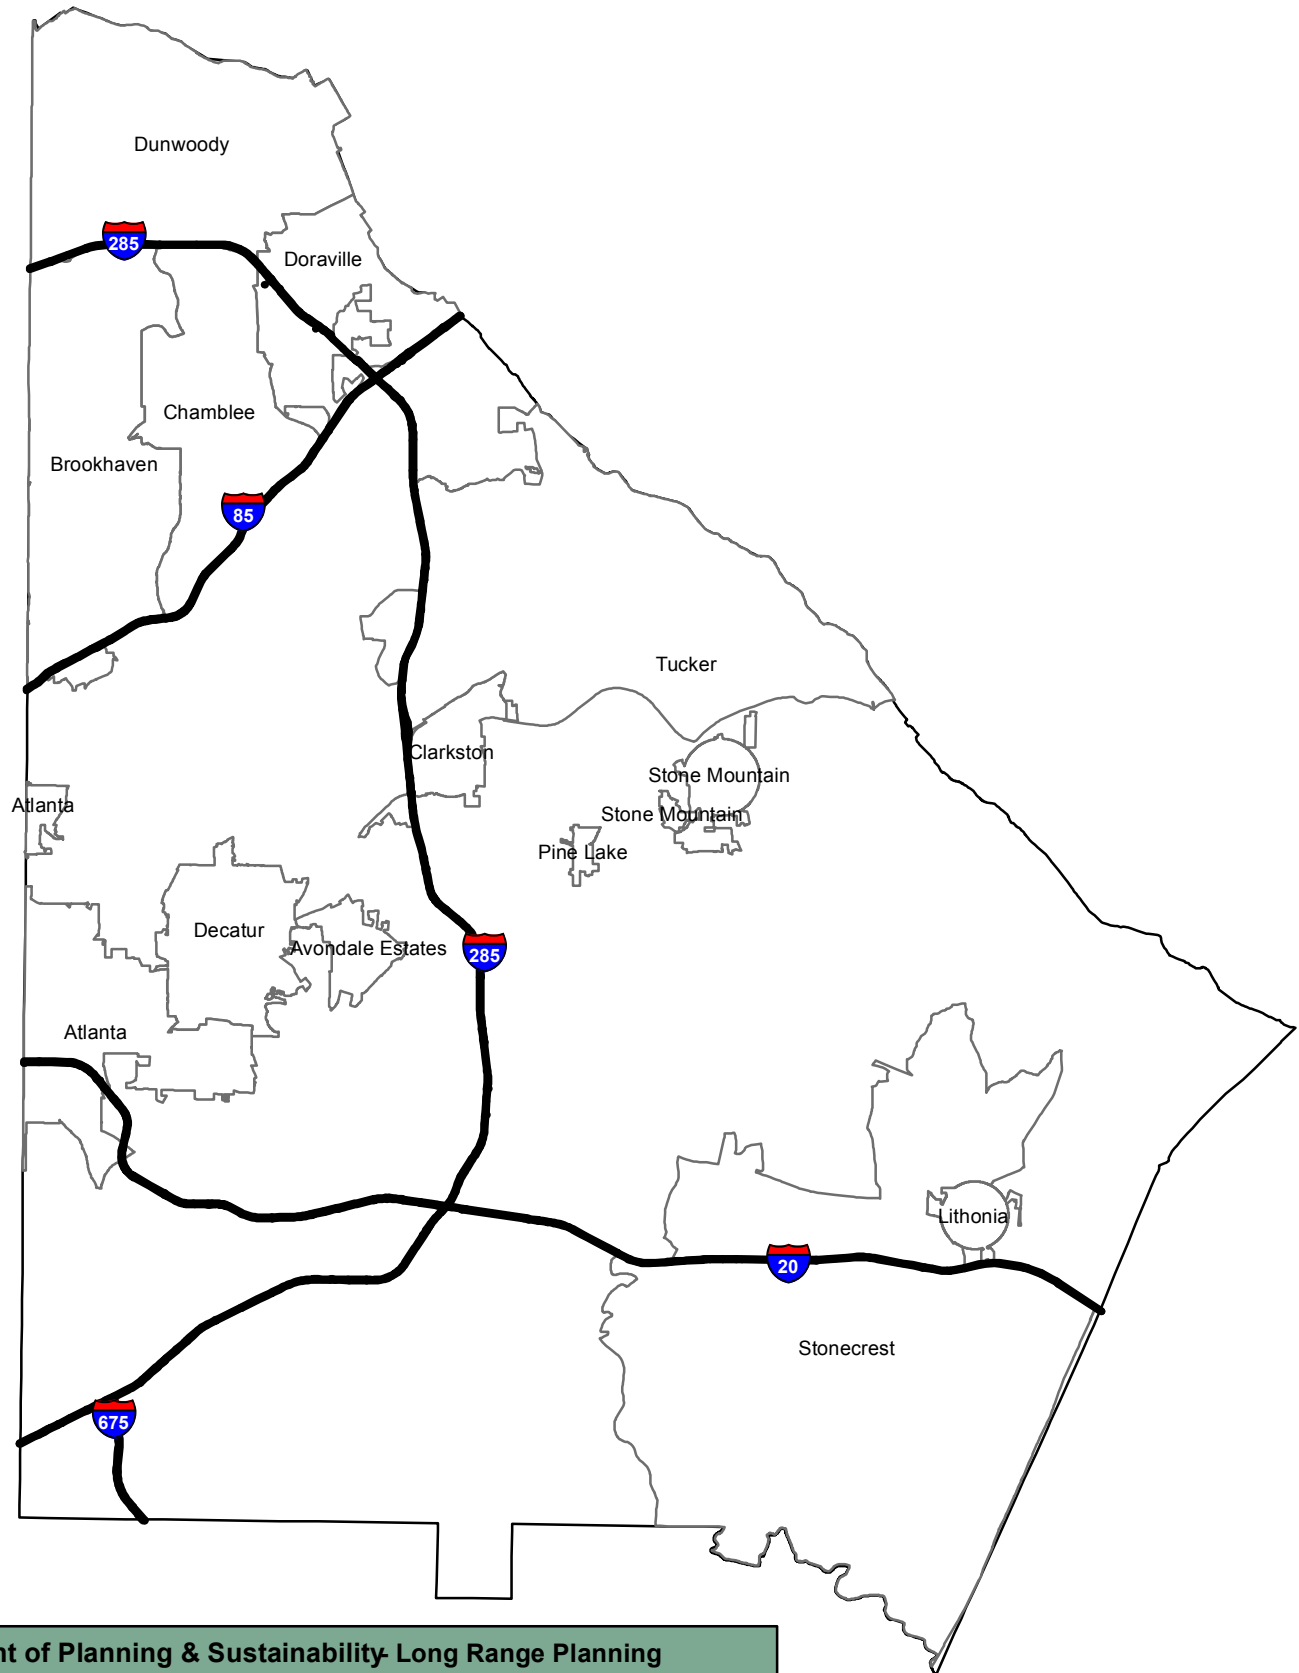 Dunwoody
285
Doraville
Chamblee
Brookhaven
85
Tucker
Clarkston
Stone Mountain
Atlanta
Stone Mountain
Pine Lake
Decatur
Avondale Estates
285
Atlanta
Lithonia
20
Stonecrest
675
of Planning & Sustainability- Long Range Planning